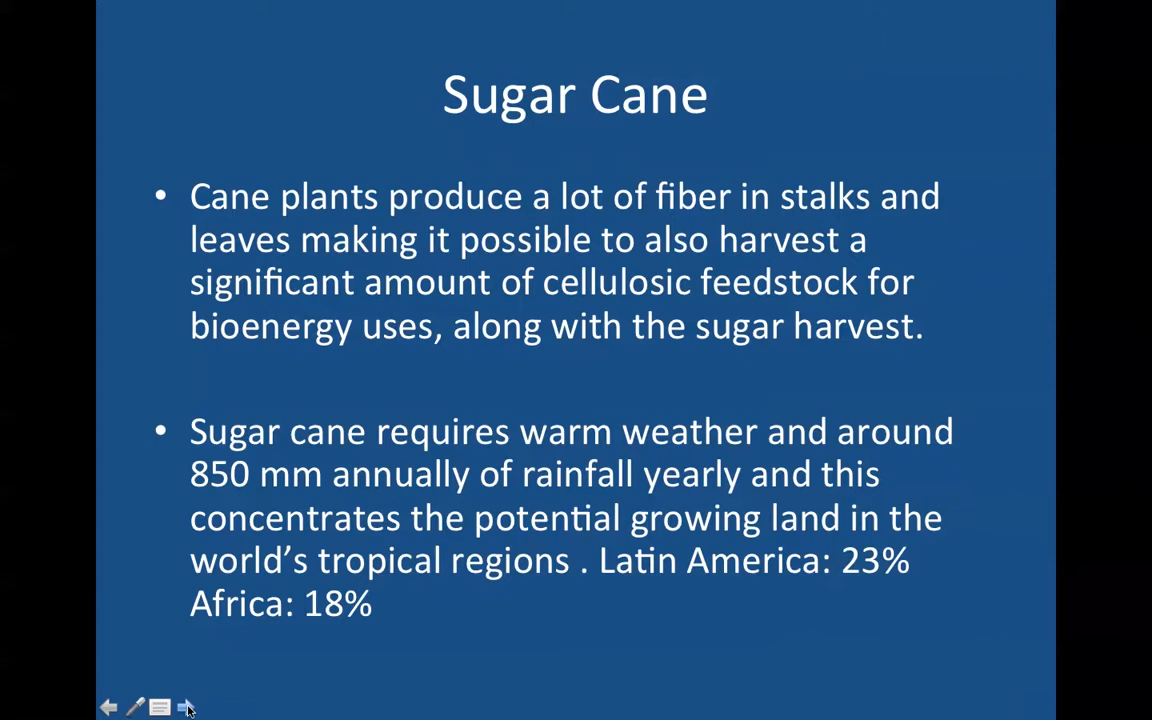 Sugar Cane
• Cane plants produce a lot of fiber in stalks and
leaves making it possible to also harvest a
significant amount of cellulosic feedstock for
bioenergy uses, along with the sugar harvest.
• Sugar cane requires warm weather and around
850 mm annually of rainfall yearly and this
concentrates the potential growing land in the
world’s tropical regions . Latin America: 23%
Africa: 18%